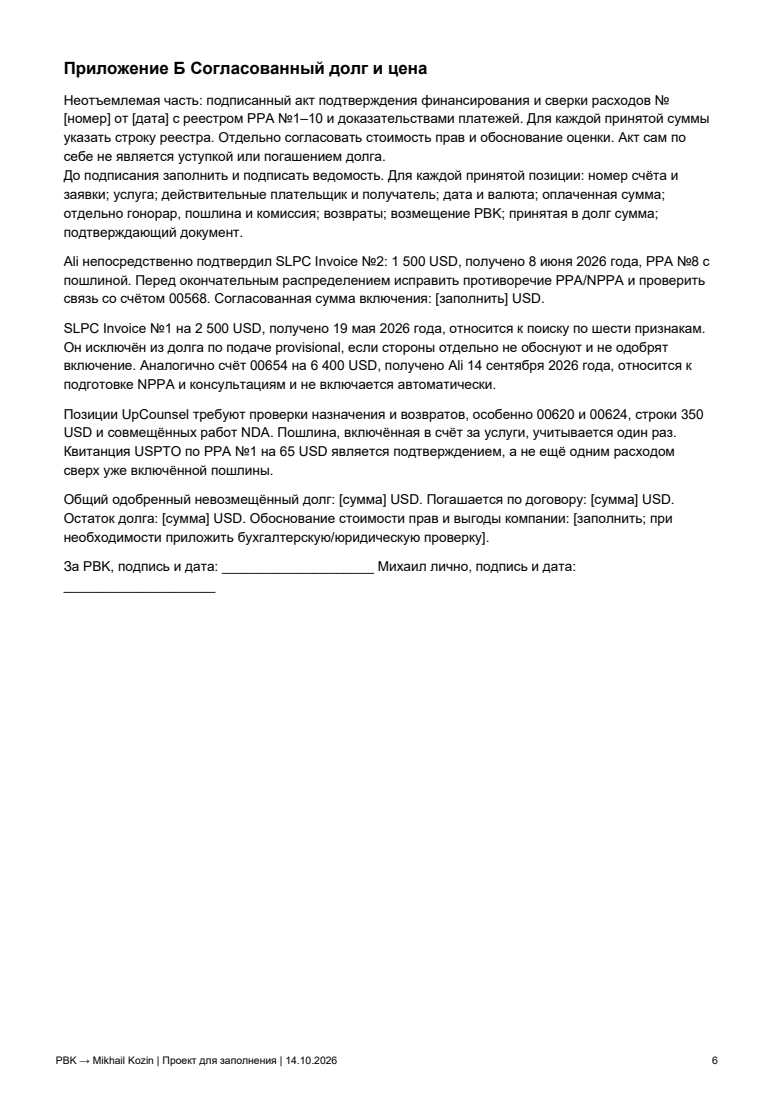 Приложение Б Согласованный долг и цена
Неотъемлемая часть: подписанный акт подтверждения финансирования и сверки расходов №
[номер] от [дата] с реестром PPA №1–10 и доказательствами платежей. Для каждой принятой суммы
указать строку реестра. Отдельно согласовать стоимость прав и обоснование оценки. Акт сам по
себе не является уступкой или погашением долга.
До подписания заполнить и подписать ведомость. Для каждой принятой позиции: номер счёта и
заявки; услуга; действительные плательщик и получатель; дата и валюта; оплаченная сумма;
отдельно гонорар, пошлина и комиссия; возвраты; возмещение PBK; принятая в долг сумма;
подтверждающий документ.
Ali непосредственно подтвердил SLPC Invoice №2: 1 500 USD, получено 8 июня 2026 года, PPA №8 с
пошлиной. Перед окончательным распределением исправить противоречие PPA/NPPA и проверить
связь со счётом 00568. Согласованная сумма включения: [заполнить] USD.
SLPC Invoice №1 на 2 500 USD, получено 19 мая 2026 года, относится к поиску по шести признакам.
Он исключён из долга по подаче provisional, если стороны отдельно не обоснуют и не одобрят
включение. Аналогично счёт 00654 на 6 400 USD, получено Ali 14 сентября 2026 года, относится к
подготовке NPPA и консультациям и не включается автоматически.
Позиции UpCounsel требуют проверки назначения и возвратов, особенно 00620 и 00624, строки 350
USD и совмещённых работ NDA. Пошлина, включённая в счёт за услуги, учитывается один раз.
Квитанция USPTO по PPA №1 на 65 USD является подтверждением, а не ещё одним расходом
сверх уже включённой пошлины.
Общий одобренный невозмещённый долг: [сумма] USD. Погашается по договору: [сумма] USD.
Остаток долга: [сумма] USD. Обоснование стоимости прав и выгоды компании: [заполнить; при
необходимости приложить бухгалтерскую/юридическую проверку].
За PBK, подпись и дата: ____________________ Михаил лично, подпись и дата:
____________________
PBK → Mikhail Kozin | Проект для заполнения | 14.10.2026 6